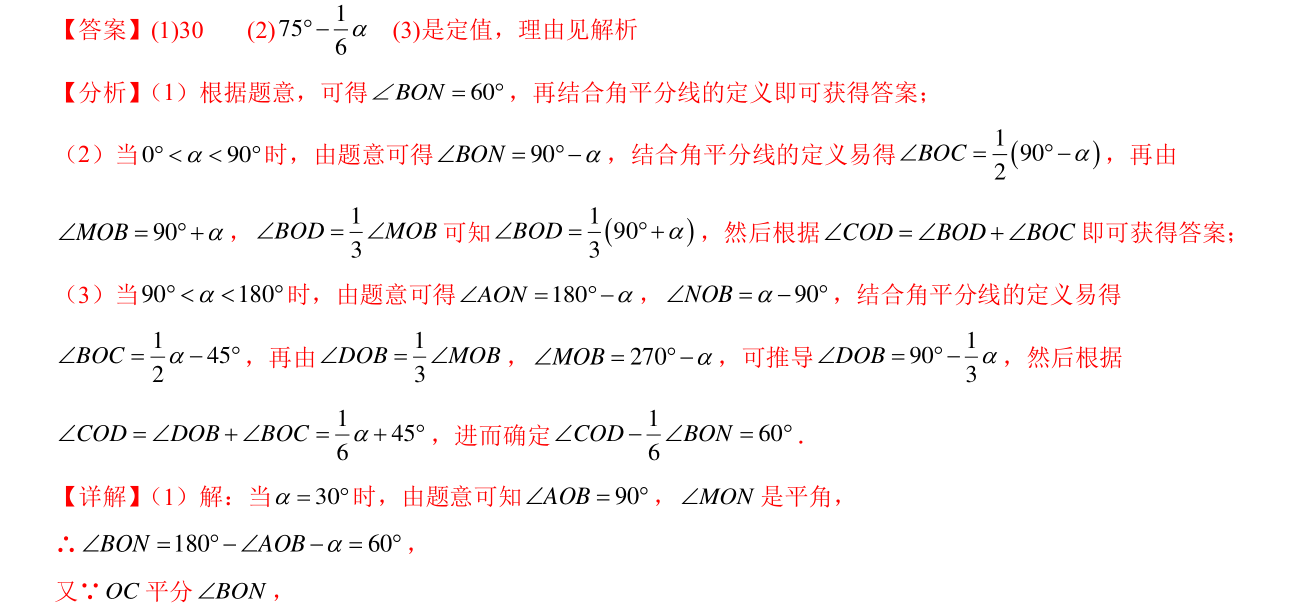 【答案】(1)30 (2)75°−\frac{1}{6}α (3)是定值，理由见解析
【分析】（1）根据题意，可得∠BON=60°，再结合角平分线的定义即可获得答案；
（2）当0°<α<90°时，由题意可得∠BON=90°−α，结合角平分线的定义易得∠BOC=\frac{1}{2}(90°−α)，再由
∠MOB=90°+α，∠BOD=\frac{1}{3}∠MOB可知∠BOD=\frac{1}{3}(90°+α)，然后根据∠COD=∠BOD+∠BOC即可获得答案；
（3）当90°<α<180°时，由题意可得∠AON=180°−α，∠NOB=α−90°，结合角平分线的定义易得
∠BOC=\frac{1}{2}α−45°，再由∠DOB=\frac{1}{3}∠MOB，∠MOB=270°−α，可推导∠DOB=90°−\frac{1}{3}α，然后根据
∠COD=∠DOB+∠BOC=\frac{1}{6}α+45°，进而确定∠COD−\frac{1}{6}∠BON=60°．
【详解】（1）解：当α=30°时，由题意可知∠AOB=90°，∠MON是平角，
∴∠BON=180°−∠AOB−α=60°，
又∵OC平分∠BON，